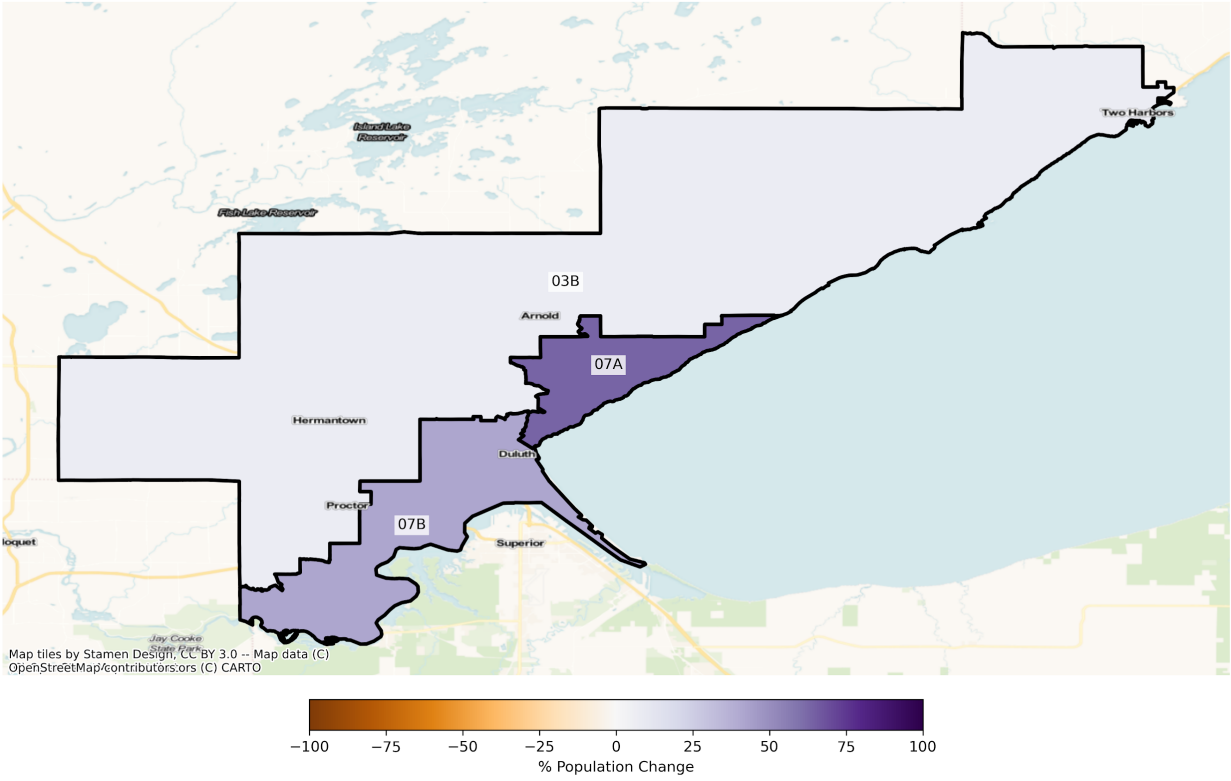 Island Lake
Reservoir
Two Harbors
Fish Lake Reservoir
03B
Arnold
07A
Hermantown
Duluth
Proctor
07B
loquet
Superior
Jay Cooke
State Park
Map tiles by Stamen Design, CC BY 3.0 -- Map data (C)
OpenStreetMap contributors (C) CARTO
−100 −75 −50 −25 0 25 50 75 100
% Population Change